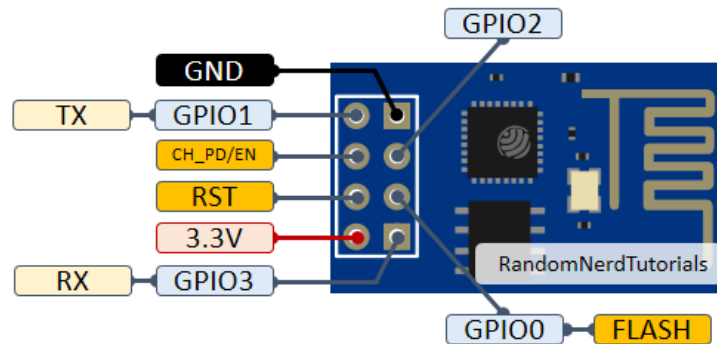 GPIO2
GND
TX GPIO1
CH_PD/EN
RST
3.3V
RandomNerdTutorials
RX GPIO3
GPIO0 FLASH